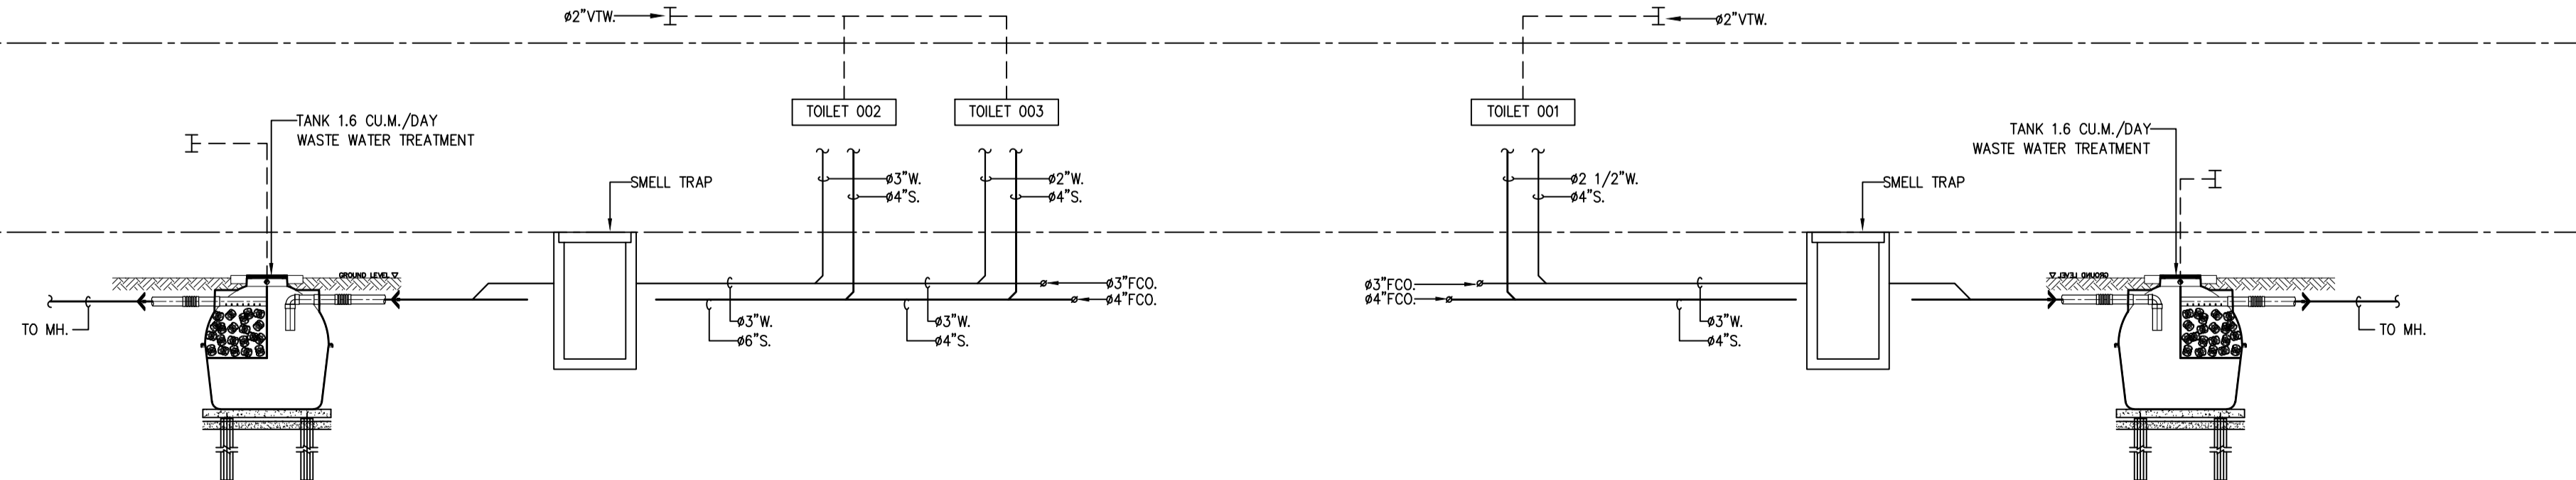 ø2"VTW.
ø2"VTW.
TOILET 002
TOILET 003
TOILET 001
TANK 1.6 CU.M./DAY
WASTE WATER TREATMENT
TANK 1.6 CU.M./DAY
WASTE WATER TREATMENT
SMELL TRAP
ø3"W.
ø4"S.
ø2"W.
ø4"S.
ø2 1/2"W.
ø4"S.
SMELL TRAP
GROUND LEVEL
GROUND LEVEL
ø3"FCO.
ø4"FCO.
ø3"FCO.
ø4"FCO.
TO MH.
ø3"W.
ø6"S.
ø3"W.
ø4"S.
ø3"W.
ø4"S.
TO MH.